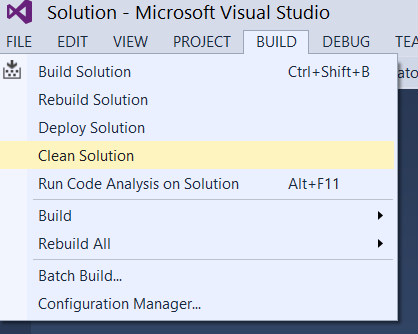 Solution - Microsoft Visual Studio
FILE EDIT VIEW PROJECT BUILD DEBUG TEA
Build Solution Ctrl+Shift+B
Rebuild Solution
Deploy Solution
Clean Solution
Run Code Analysis on Solution Alt+F11
Build
Rebuild All
Batch Build...
Configuration Manager...